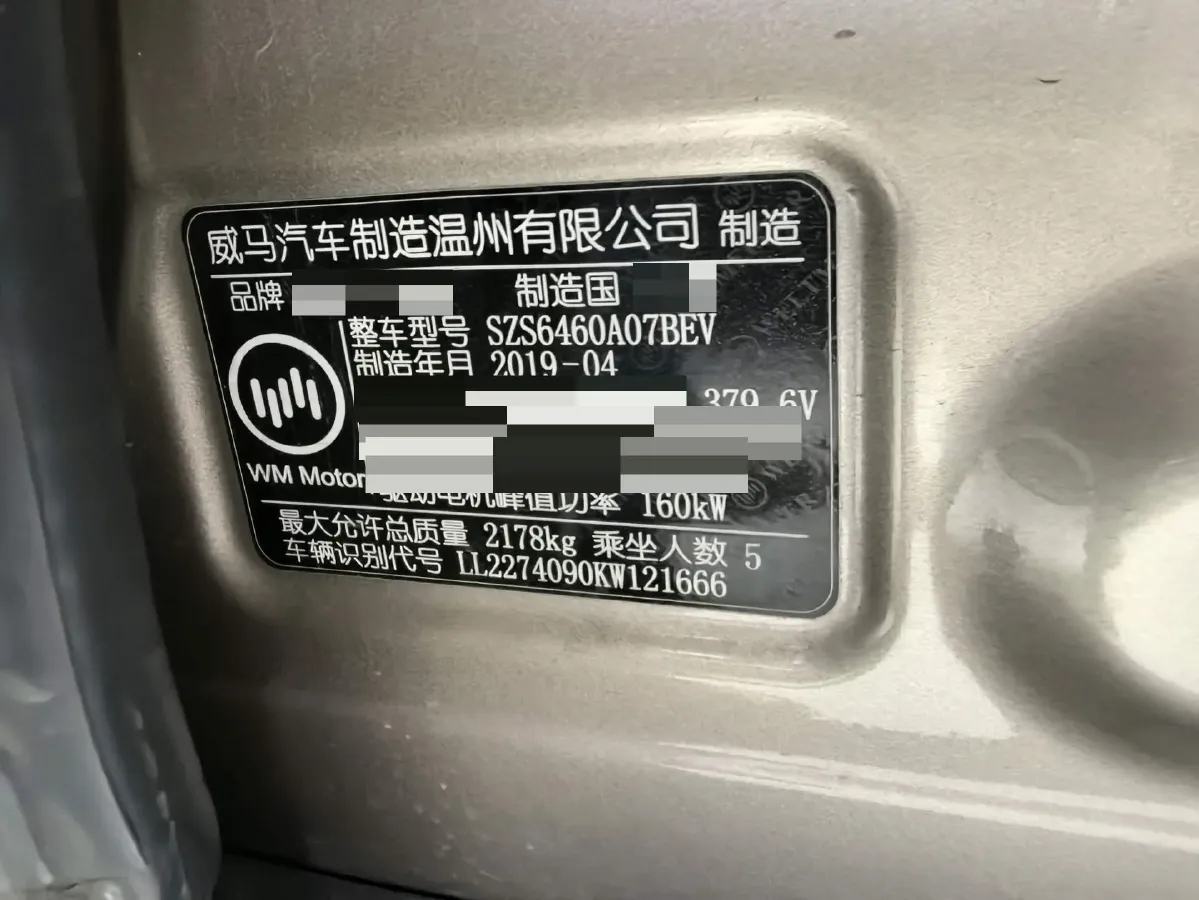 威马汽车制造温州有限公司 制造
品牌 制造国
整车型号 SZS6460A07BEV
制造年月 2019-04
379.6V
WM Motor
驱动电机峰值功率 160kW
最大允许总质量 2178kg 乘坐人数 5
车辆识别代号 LL2274090KW121666